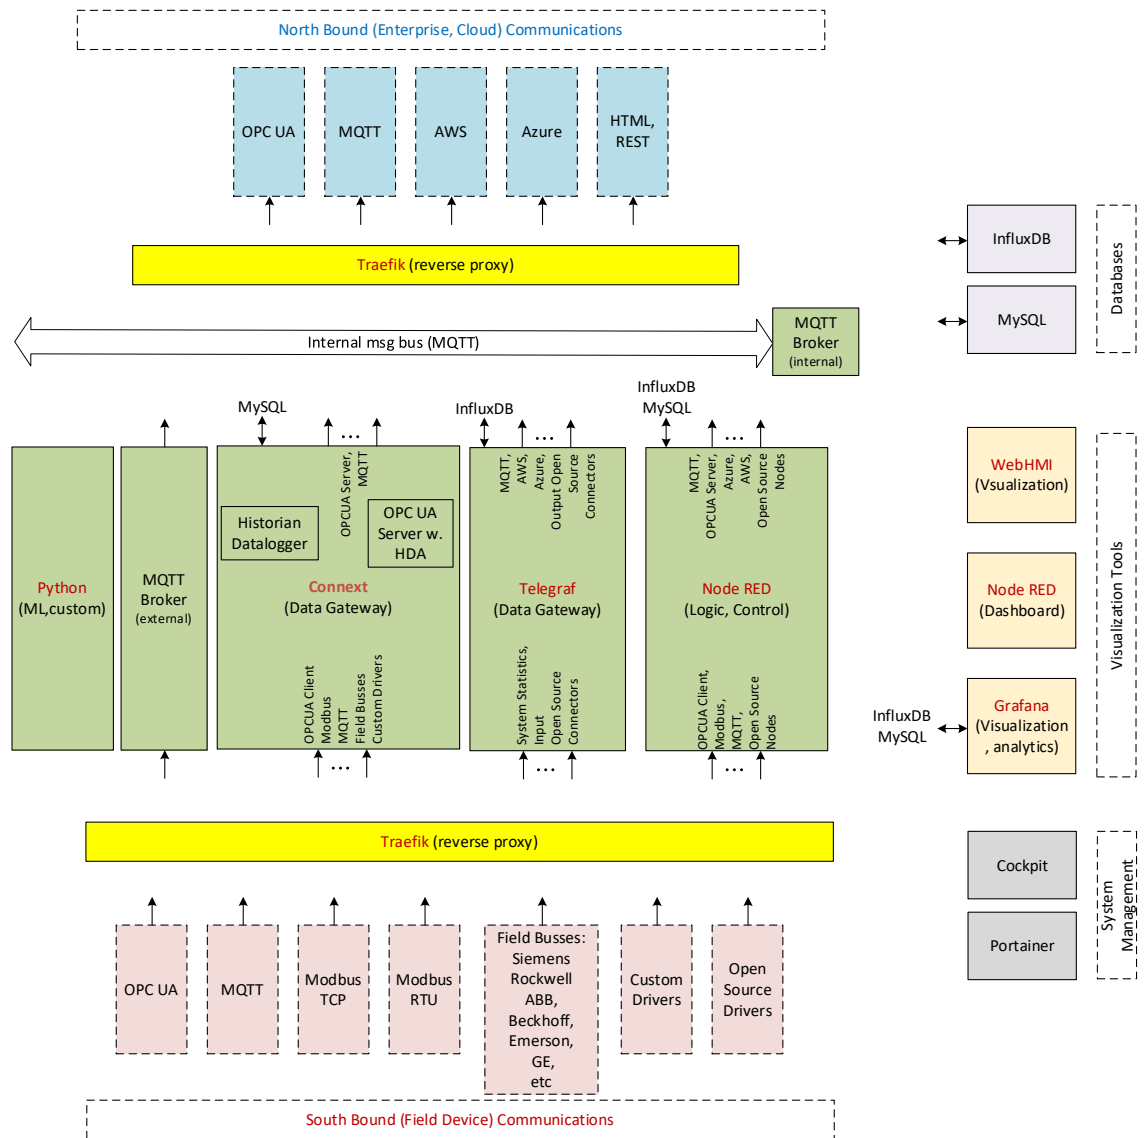 North Bound (Enterprise, Cloud) Communications
OPC UA
MQTT
AWS
Azure
HTML,
REST
Traefik (reverse proxy)
InfluxDB
MySQL
Databases
Internal msg bus (MQTT)
MQTT
Broker
(internal)
Python
(ML,custom)
MQTT
Broker
(external)
MySQL
...
OPCUA Server,
MQTT
Historian
Datalogger
OPC UA
Server w.
HDA
Connext
(Data Gateway)
OPCUA Client
Modbus
MQTT
Field Busses
Custom Drivers
...
InfluxDB
...
MQTT,
AWS,
Azure,
Output Open
Source
Connectors
Telegraf
(Data Gateway)
System Statistics,
Input
Open Source
Connectors
...
InfluxDB
MySQL
...
MQTT,
OPCUA Server,
Azure,
AWS,
Open Source
Nodes
Node RED
(Logic, Control)
OPCUA Client,
Modbus,
MQTT,
Open Source
Nodes
...
WebHMI
(Vsualization)
Node RED
(Dashboard)
InfluxDB
MySQL
Grafana
(Visualization
, analytics)
Visualization Tools
Traefik (reverse proxy)
Cockpit
Portainer
System
Management
OPC UA
MQTT
Modbus
TCP
Modbus
RTU
Field Busses:
Siemens
Rockwell
ABB,
Beckhoff,
Emerson,
GE,
etc
Custom
Drivers
Open
Source
Drivers
South Bound (Field Device) Communications